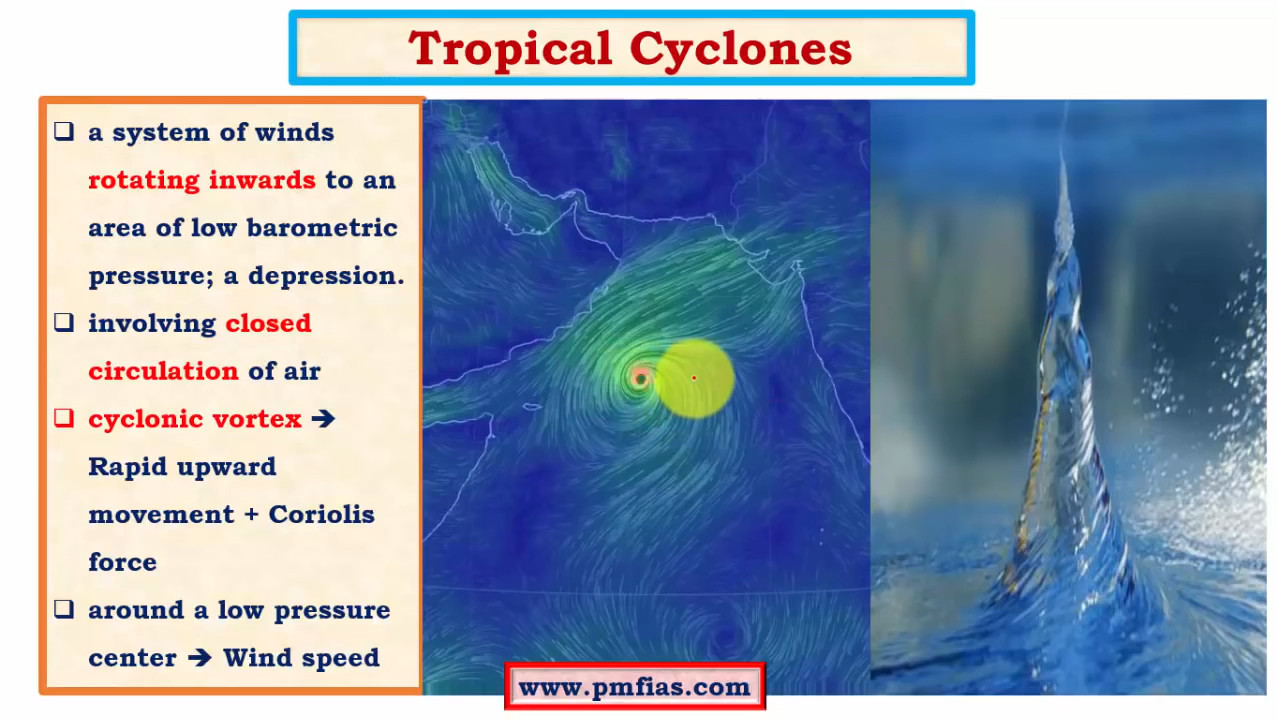 Tropical Cyclones
❑ a system of winds
rotating inwards to an
area of low barometric
pressure; a depression.
❑ involving closed
circulation of air
❑ cyclonic vortex ➔
Rapid upward
movement + Coriolis
force
❑ around a low pressure
center ➔ Wind speed
www.pmfias.com